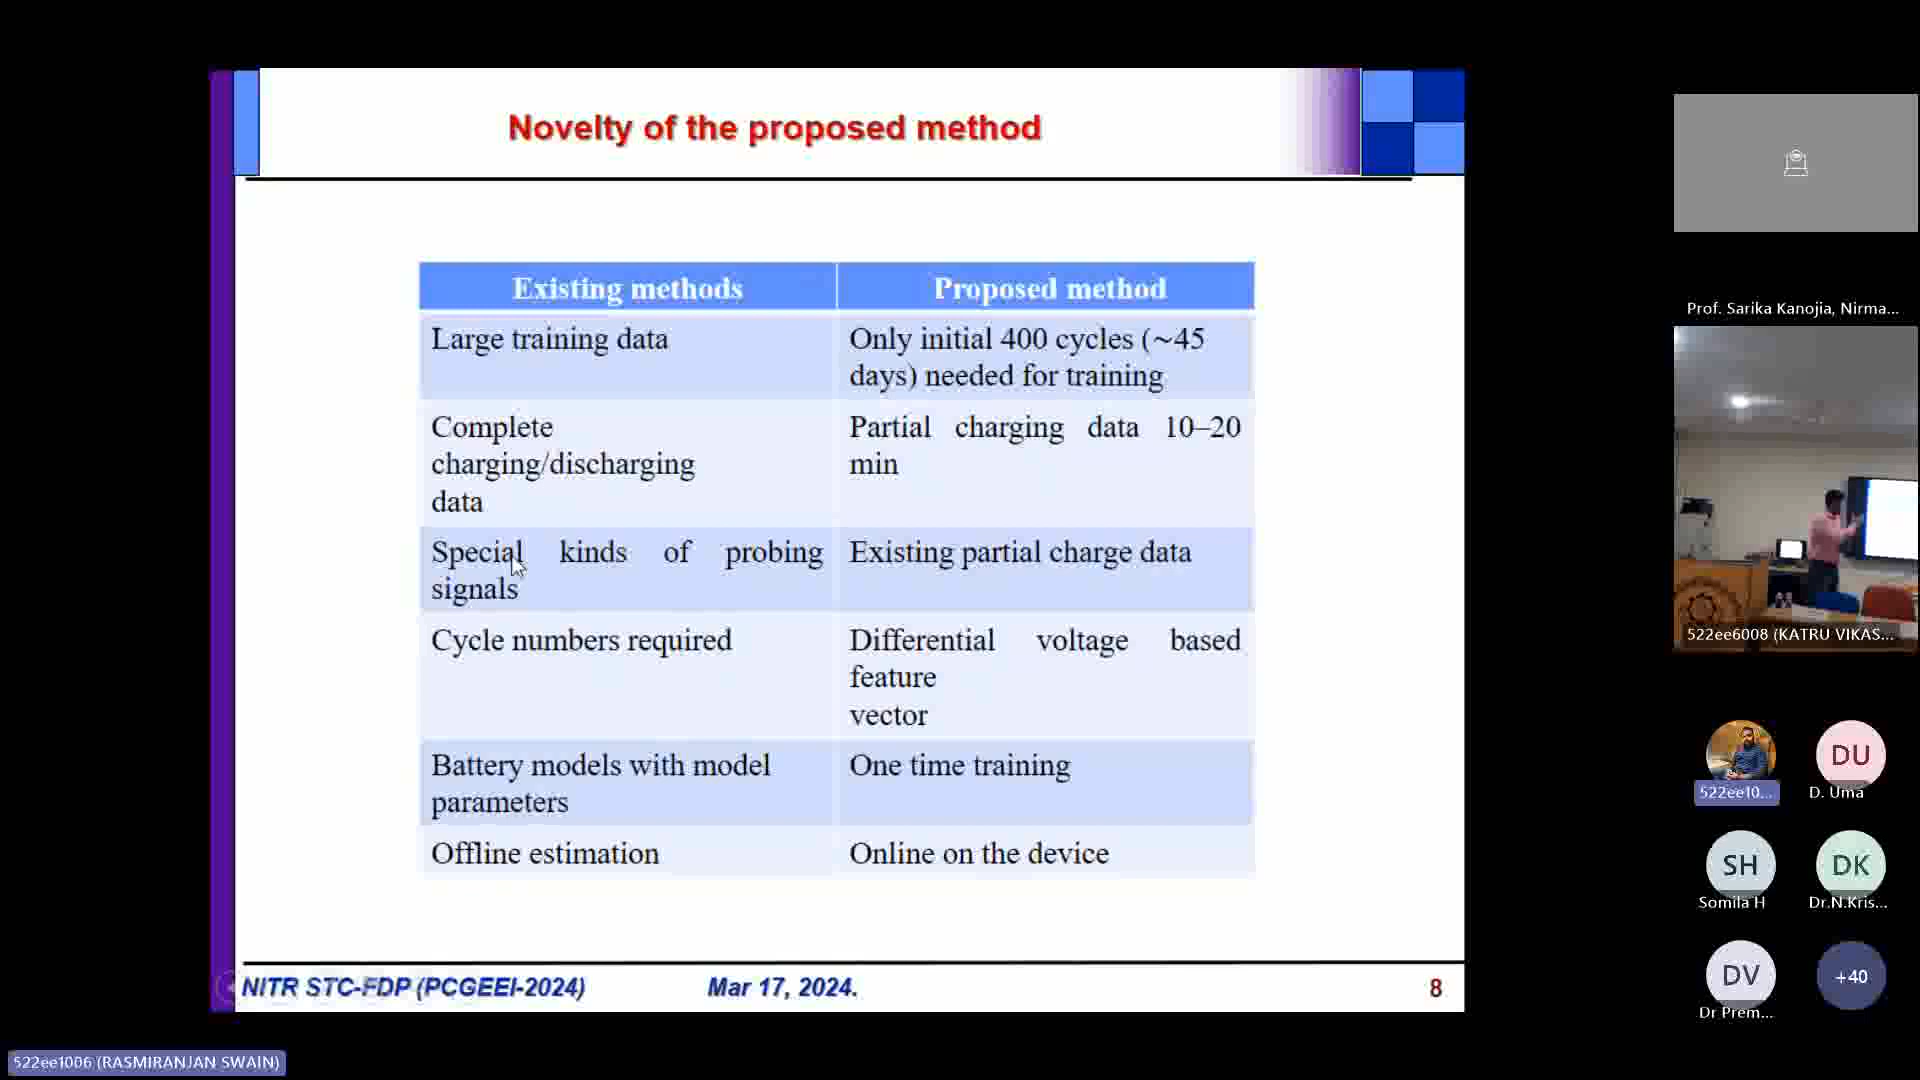 Novelty of the proposed method
Existing methods
Proposed method
Large training data
Only initial 400 cycles (~45
days) needed for training
Complete
charging/discharging
data
Partial charging data 10–20
min
Special kinds of probing
signals
Existing partial charge data
Cycle numbers required
Differential voltage based
feature
vector
Battery models with model
parameters
One time training
Offline estimation
Online on the device
NITR STC-FDP (PCGEEI-2024)
Mar 17, 2024.
8
Prof. Sarika Kanojia, Nirma...
522ee6008 (KATRU VIKAS...
522ee10...
DU
D. Uma
SH
Somila H
DK
Dr.N.Kris...
DV
Dr Prem...
+40
522ee1006 (RASMIRANJAN SWAIN)